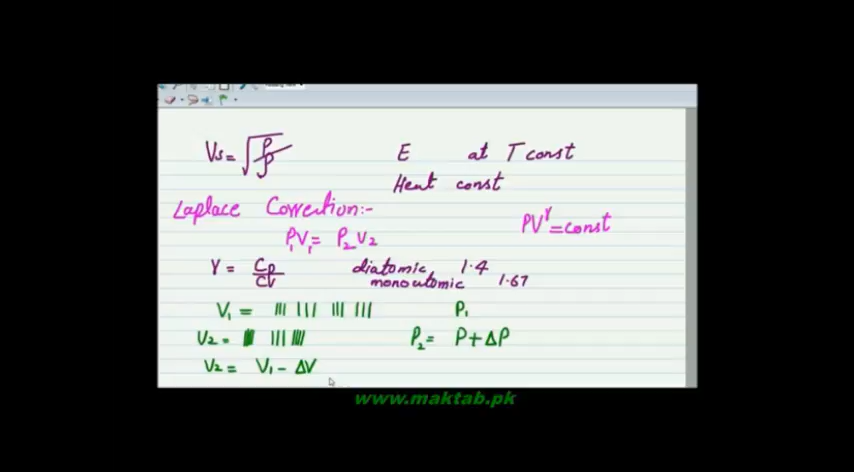 Vs = √P/ρ E at T const
Heat const
Laplace Correction:-
PV^γ = const
P₁V₁ = P₂V₂
γ = Cp/Cv diatomic 1.4
monoatomic 1.67
V₁ = P₁
V₂ = P₂ = P+ΔP
V₂ = V₁ - ΔV
www.maktab.pk